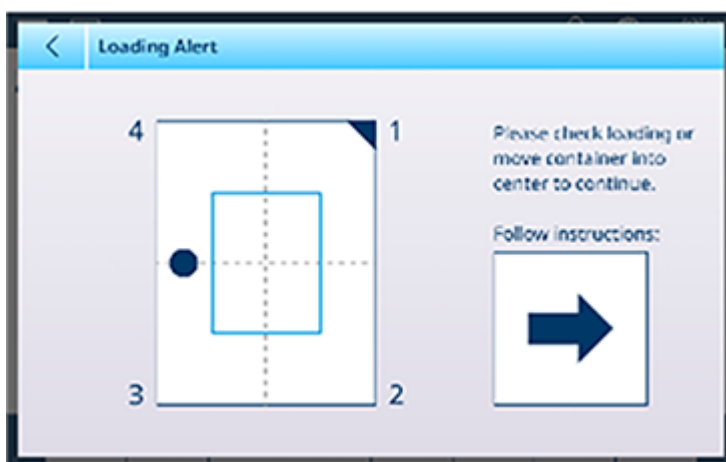 Loading Alert
4
1
Please check loading or
move container into
center to continue.
Follow instructions:
3
2